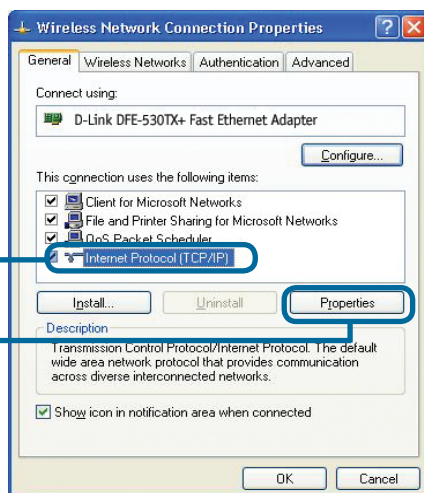 Wireless Network Connection Properties
General Wireless Networks Authentication Advanced
Connect using:
D-Link DFE-530TX+ Fast Ethernet Adapter
Configure...
This connection uses the following items:
Client for Microsoft Networks
File and Printer Sharing for Microsoft Networks
QoS Packet Scheduler
Internet Protocol (TCP/IP)
Install... Uninstall Properties
Description
Transmission Control Protocol/Internet Protocol. The default
wide area network protocol that provides communication
across diverse interconnected networks.
Show icon in notification area when connected
OK Cancel